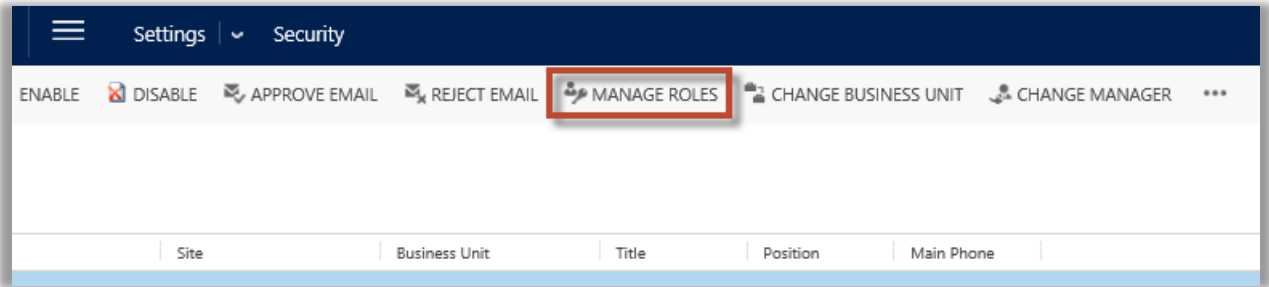 Settings Security
ENABLE DISABLE APPROVE EMAIL REJECT EMAIL MANAGE ROLES CHANGE BUSINESS UNIT CHANGE MANAGER ...
Site Business Unit Title Position Main Phone